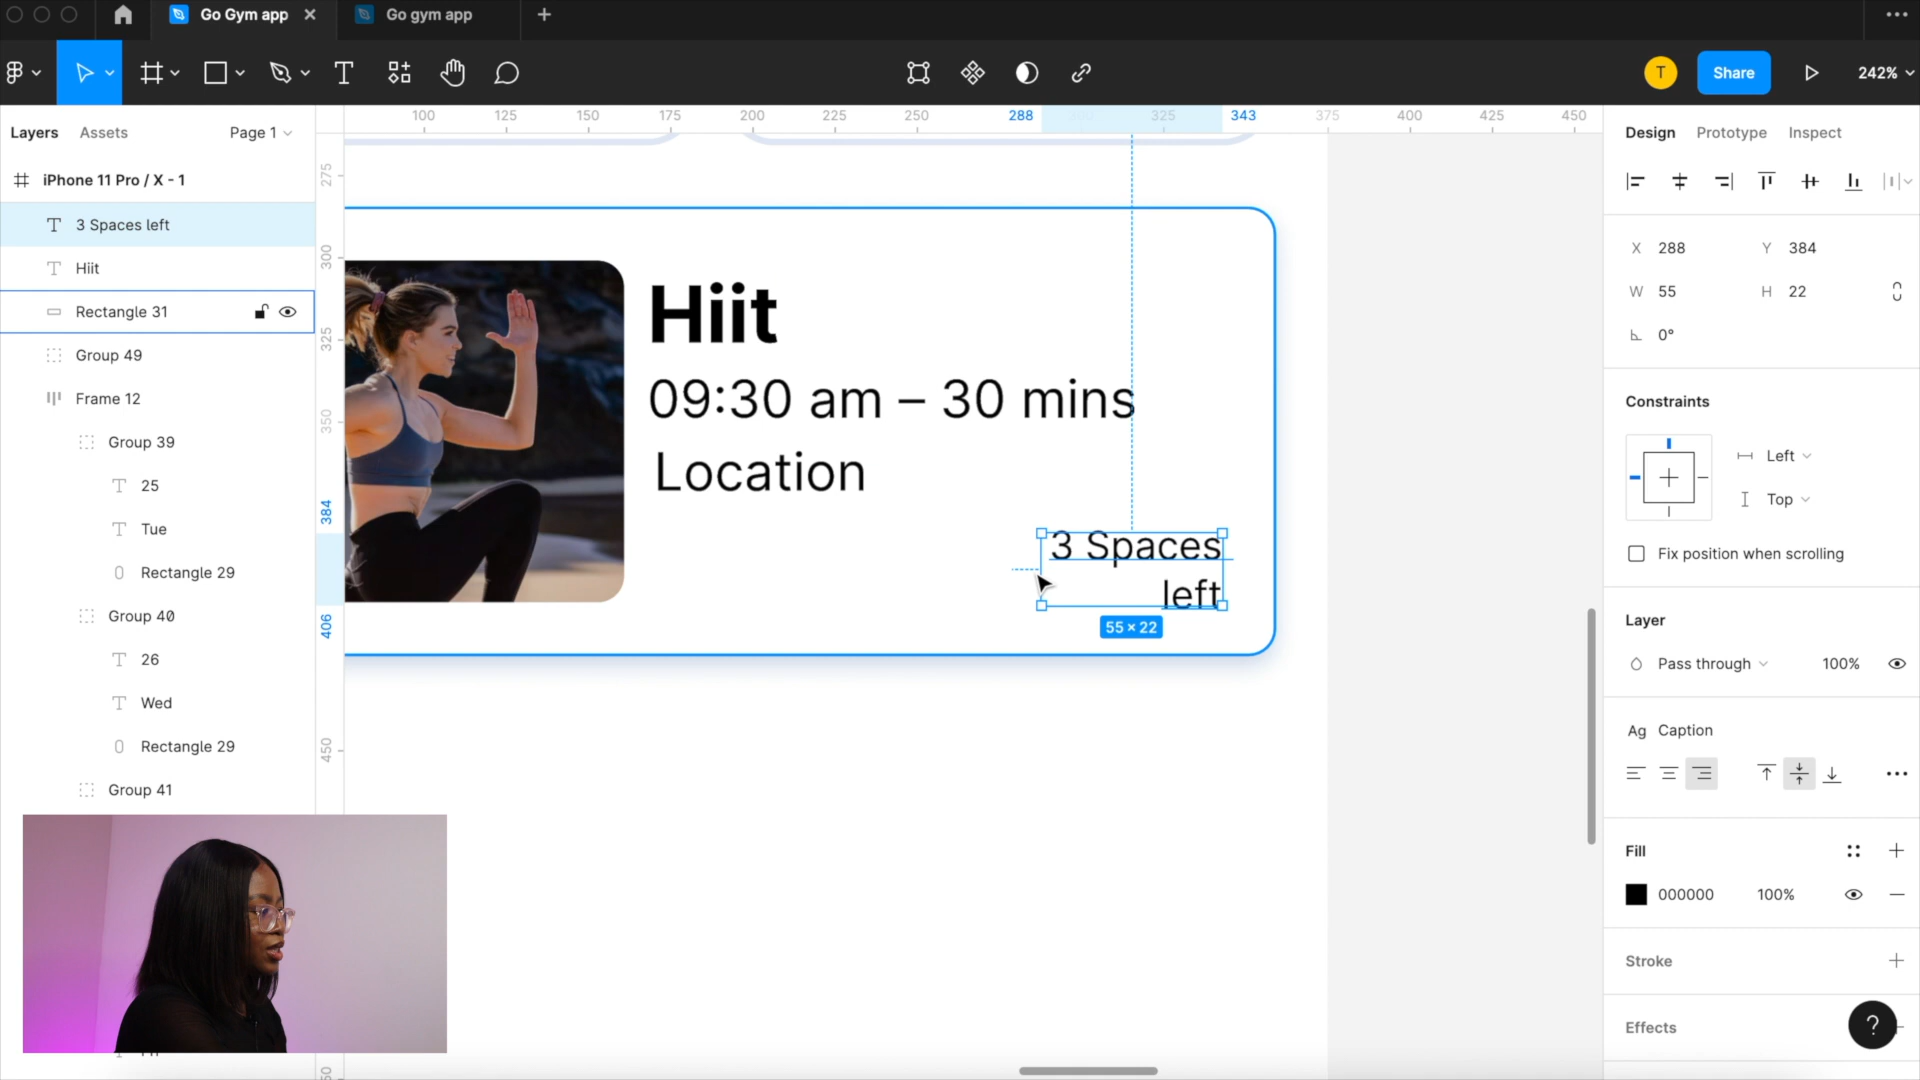 Go Gym app
Go gym app
Share
T
242%
Layers
Assets
Page 1
100
125
150
175
200
225
250
288
325
343
375
400
425
450
Design
Prototype
Inspect
iPhone 11 Pro / X - 1
3 Spaces left
Hiit
Rectangle 31
Group 49
Frame 12
Group 39
25
Tue
Rectangle 29
Group 40
26
Wed
Rectangle 29
Group 41
275
300
325
350
384
406
450
Hiit
09:30 am – 30 mins
Location
3 Spaces
left
55 × 22
X 288
Y 384
W 55
H 22
0°
Constraints
Left
Top
Fix position when scrolling
Layer
Pass through
100%
Ag Caption
Fill
000000
100%
Stroke
Effects
?